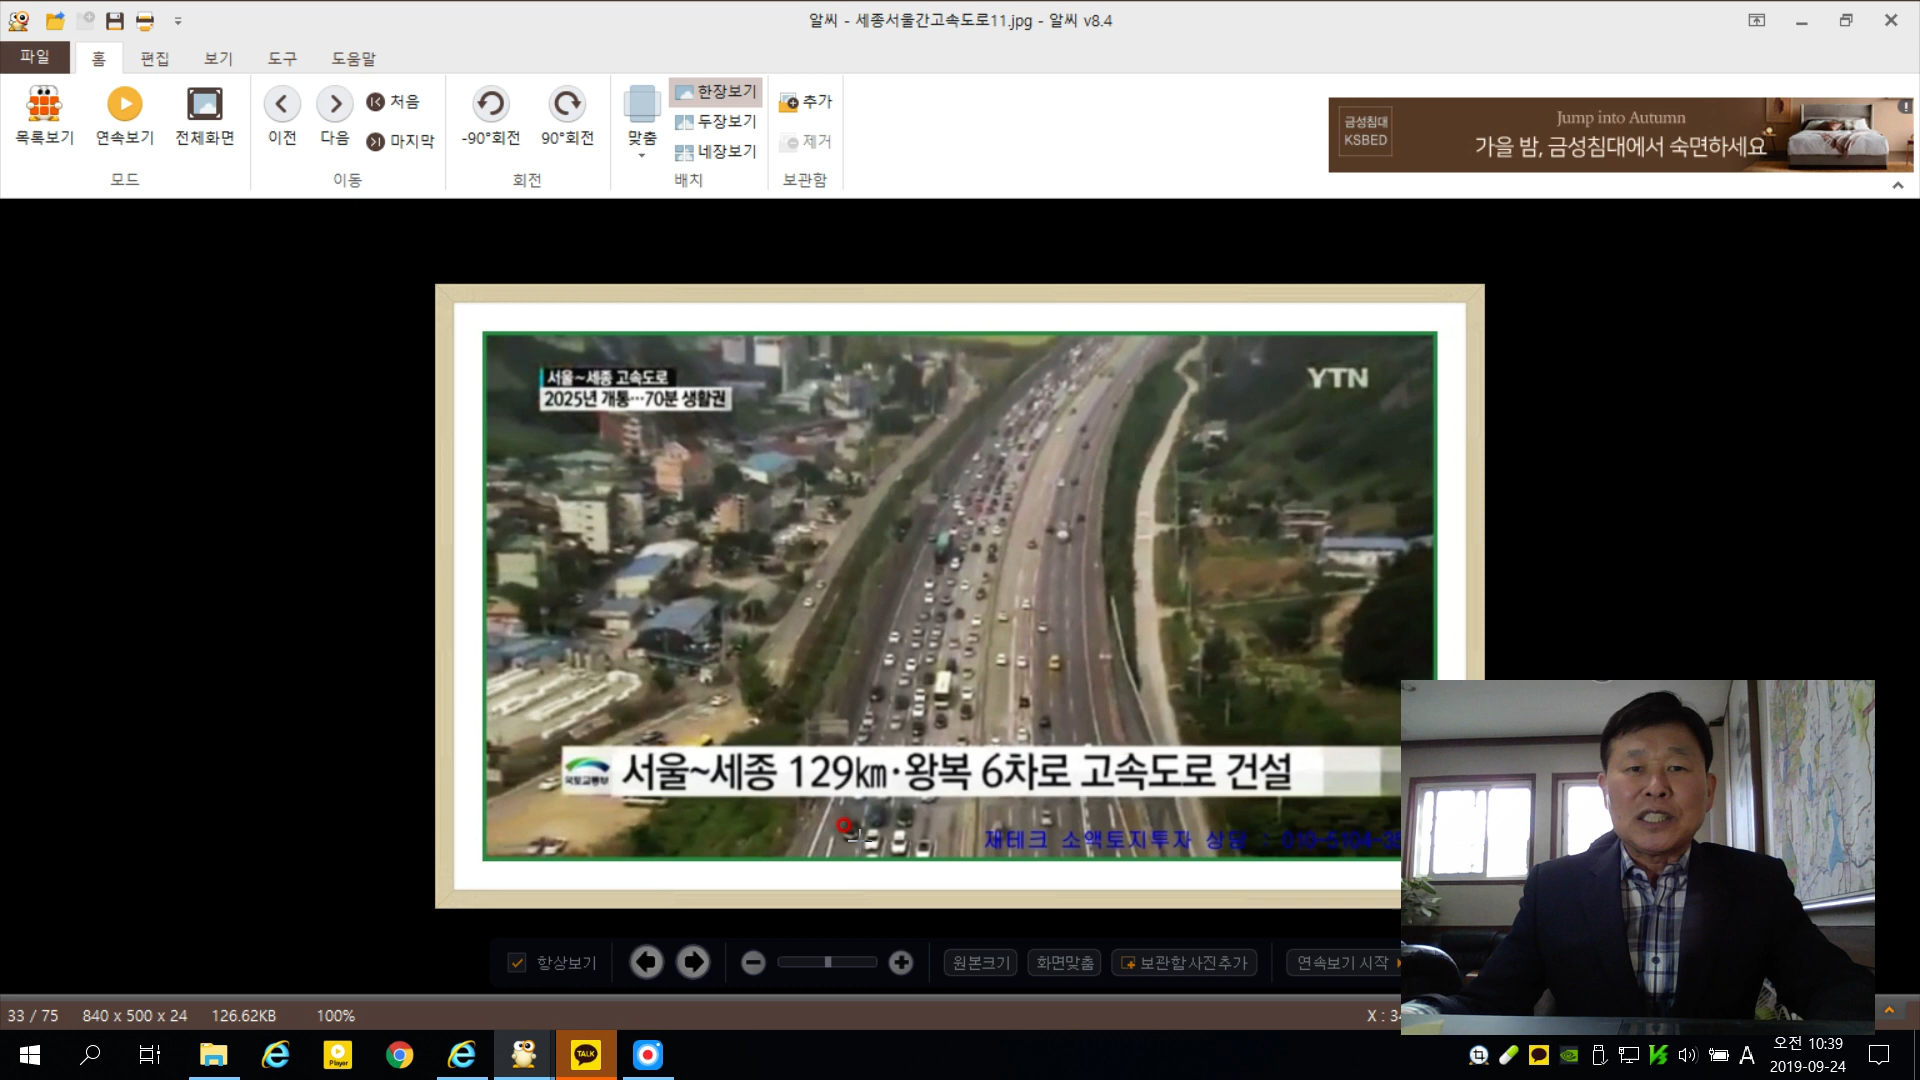 알씨 - 세종서울간고속도로11.jpg - 알씨 v8.4
파일 홈 편집 보기 도구 도움말
목록보기 연속보기 전체화면
모드
이전 다음 처음 마지막
이동
-90°회전 90°회전
회전
맞춤 한장보기
두장보기
네장보기
배치
추가
제거
보관함
금성침대
KSBED
Jump into Autumn
가을 밤, 금성침대에서 숙면하세요
서울~세종 고속도로
2025년 개통…70분 생활권
YTN
국토교통부
서울~세종 129㎞·왕복 6차로 고속도로 건설
재테크 소액토지투자 상담 : 010-5104-
항상보기 원본크기 화면맞춤 보관함사진추가 연속보기 시작
33 / 75 840 x 500 x 24 126.62KB 100% X : 34
Player
TALK
A
오전 10:39
2019-09-24